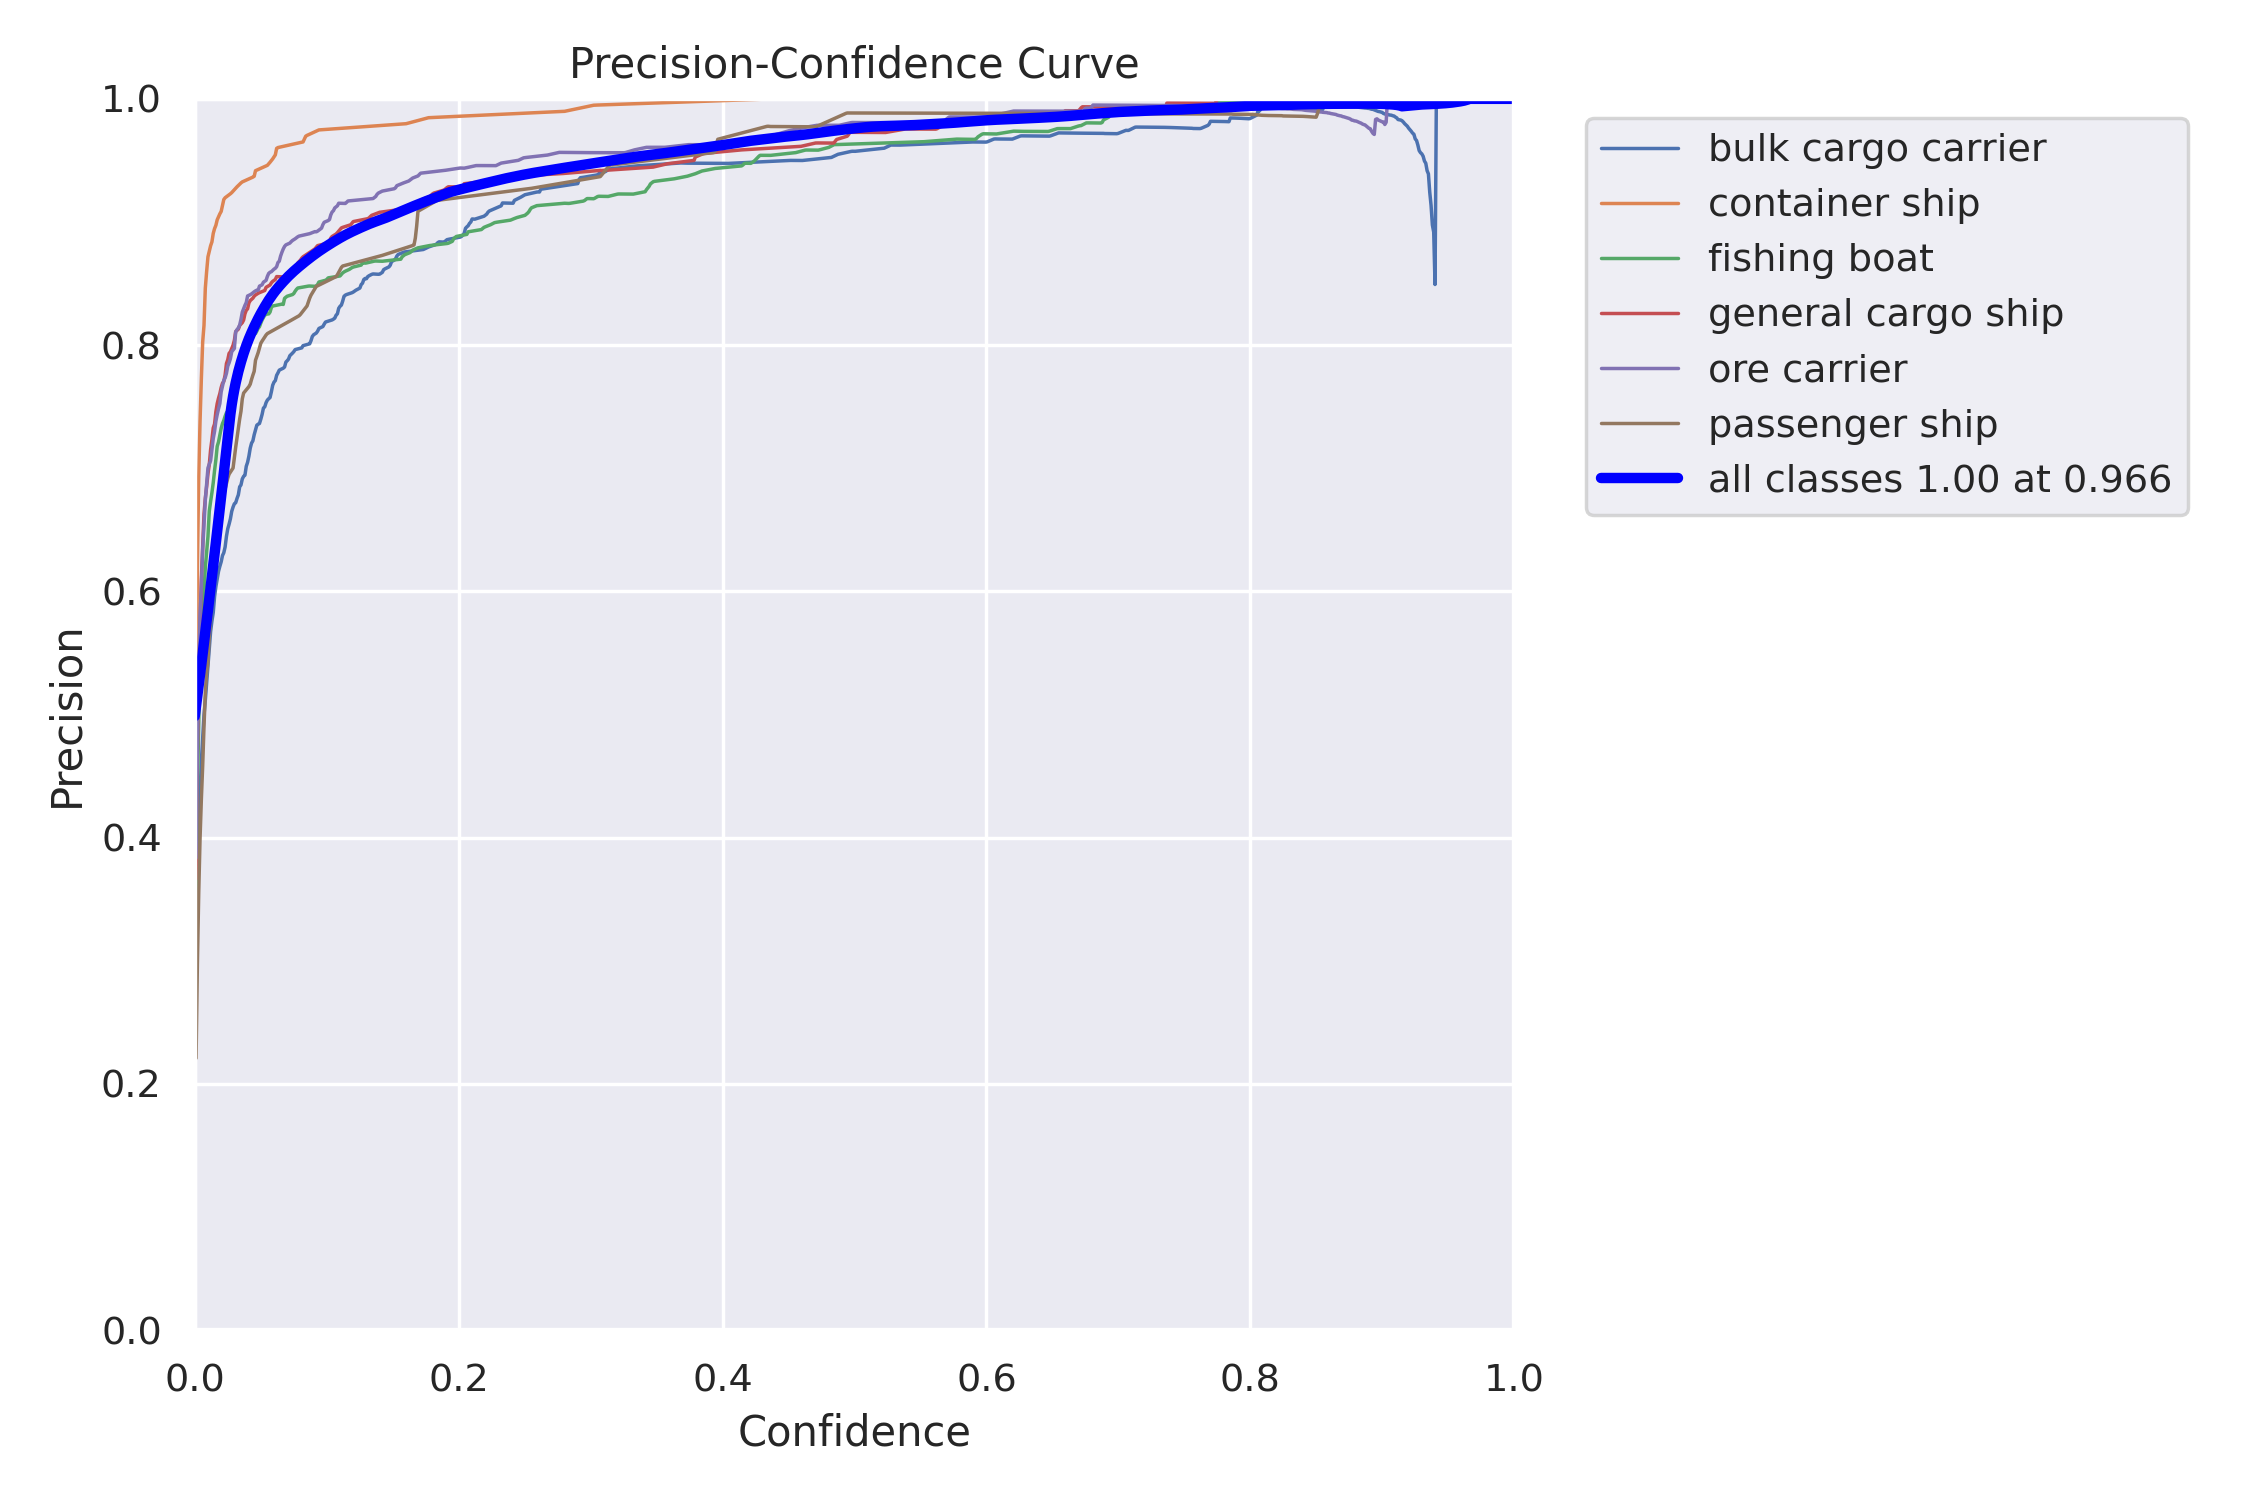 Precision-Confidence Curve
1.0
0.8
0.6
0.4
0.2
0.0
Precision
0.0 0.2 0.4 0.6 0.8 1.0
Confidence
bulk cargo carrier
container ship
fishing boat
general cargo ship
ore carrier
passenger ship
all classes 1.00 at 0.966